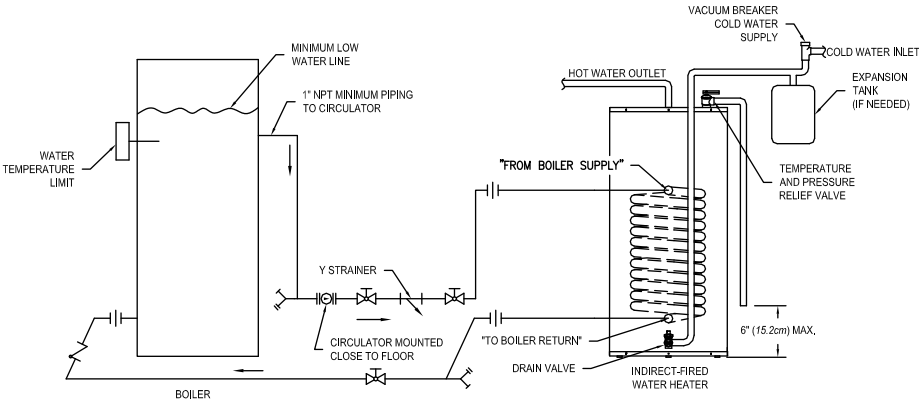 VACUUM BREAKER
COLD WATER
SUPPLY
COLD WATER INLET
MINIMUM LOW
WATER LINE
HOT WATER OUTLET
EXPANSION
TANK
(IF NEEDED)
1" NPT MINIMUM PIPING
TO CIRCULATOR
WATER
TEMPERATURE
LIMIT
"FROM BOILER SUPPLY"
TEMPERATURE
AND PRESSURE
RELIEF VALVE
Y STRAINER
CIRCULATOR MOUNTED
CLOSE TO FLOOR
"TO BOILER RETURN"
6" (15.2cm) MAX.
DRAIN VALVE
INDIRECT-FIRED
WATER HEATER
BOILER